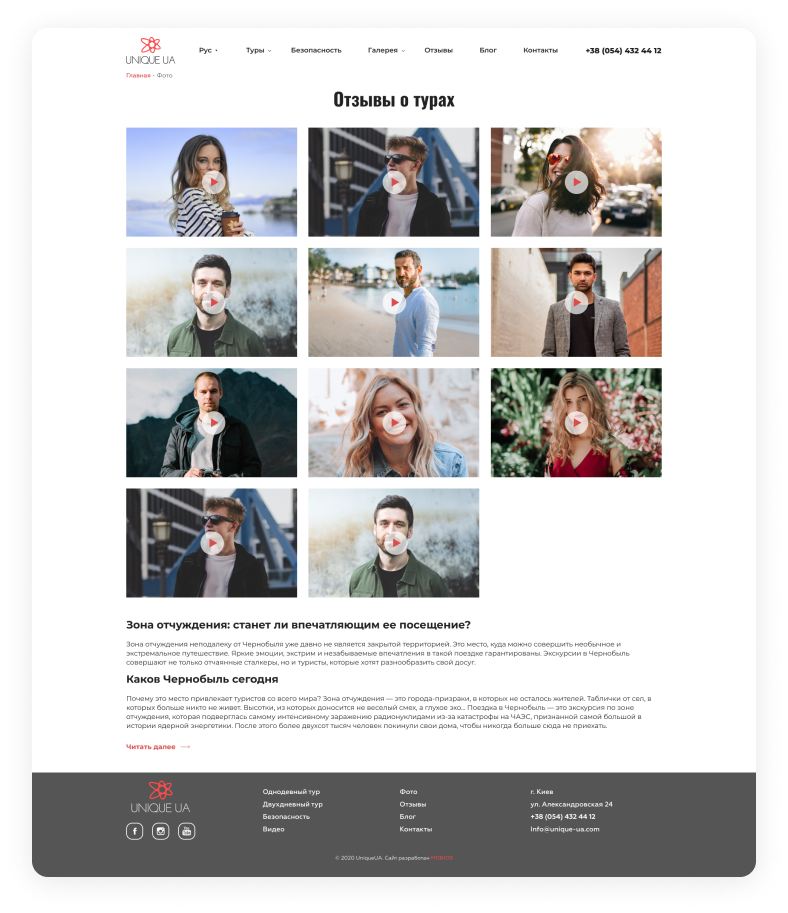 UNIQUE UA
Рус
Туры
Безопасность
Галерея
Отзывы
Блог
Контакты
+38 (054) 432 44 12
Главная - Фото
Отзывы о турах
Зона отчуждения: станет ли впечатляющим ее посещение?
Зона отчуждения неподалеку от Чернобыля уже давно не является закрытой территорией. Это место, куда можно совершить необычное и
экстремальное путешествие. Яркие эмоции, экстрим и незабываемые впечатления в такой поездке гарантированы. Экскурсии в Чернобыль
совершают не только отчаянные сталкеры, но и туристы, которые хотят разнообразить свой досуг.
Каков Чернобыль сегодня
Почему это место привлекает туристов со всего мира? Зона отчуждения — это города-призраки, в которых не осталось жителей. Таблички от сел, в
которых больше никто не живет. Высотки, из которых доносится не веселый смех, а глухое эхо... Поездка в Чернобыль — это экскурсия по зоне
отчуждения, которая подверглась самому интенсивному заражению радионуклидами из-за катастрофы на ЧАЭС, признанной самой большой в
истории ядерной энергетики. После этого более двухсот тысяч человек покинули свои дома, чтобы никогда больше сюда не приехать.
Читать далее
UNIQUE UA
Однодневный тур
Двухдневный тур
Безопасность
Видео
Фото
Отзывы
Блог
Контакты
г. Киев
ул. Александровская 24
+38 (054) 432 44 12
Info@unique-ua.com
© 2020 UniqueUA. Сайт разработан MOBIOS